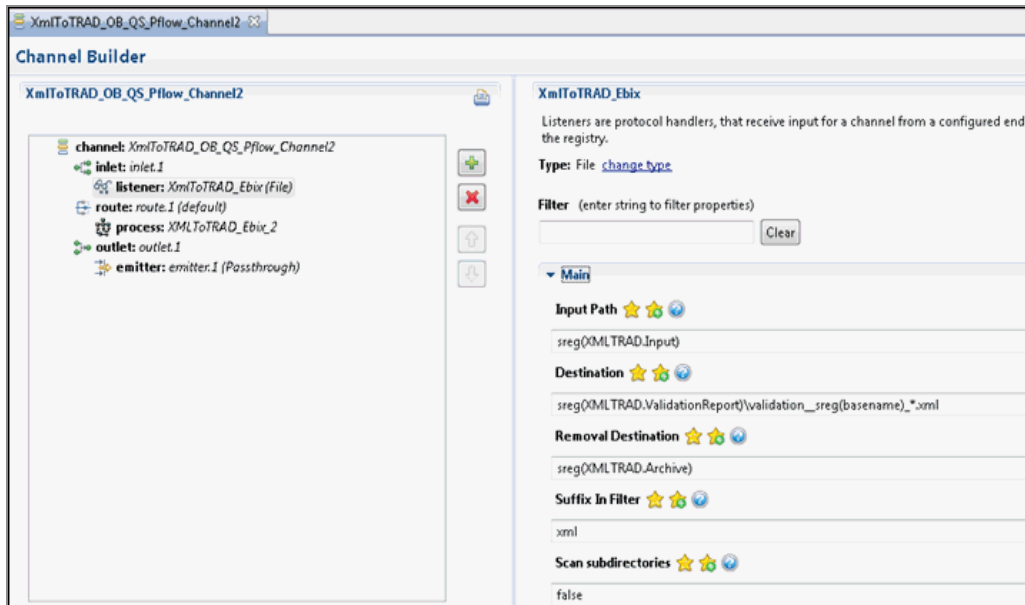 XmlToTRAD_OB_QS_Pflow_Channel2
Channel Builder
XmlToTRAD_OB_QS_Pflow_Channel2
channel: XmlToTRAD_OB_QS_Pflow_Channel2
inlet: inlet.1
listener: XmlToTRAD_Ebix (File)
route: route.1 (default)
process: XMLToTRAD_Ebix_2
outlet: outlet.1
emitter: emitter.1 (Passthrough)
XmlToTRAD_Ebix
Listeners are protocol handlers, that receive input for a channel from a configured end
the registry.
Type: File change type
Filter (enter string to filter properties)
Clear
Main
Input Path
sreg(XMLTRAD.Input)
Destination
sreg(XMLTRAD.ValidationReport)\validation__sreg(basename)_*.xml
Removal Destination
sreg(XMLTRAD.Archive)
Suffix In Filter
xml
Scan subdirectories
false